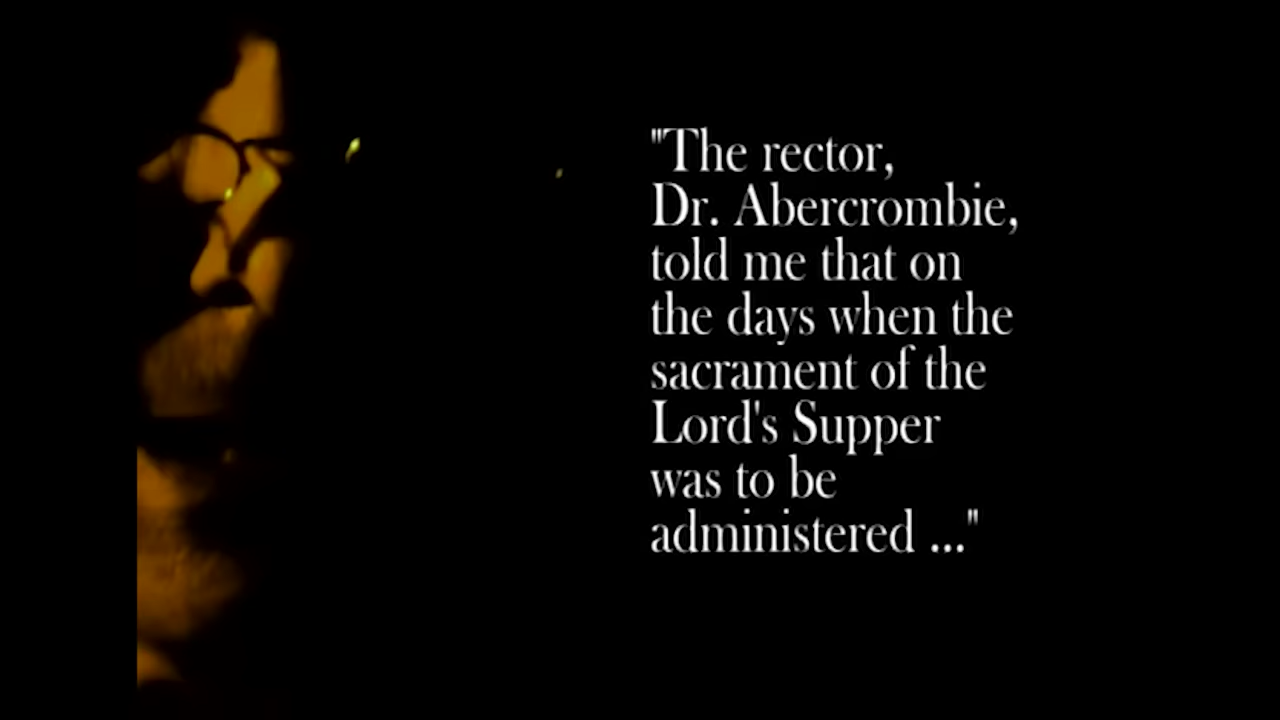 "The rector,
Dr. Abercrombie,
told me that on
the days when the
sacrament of the
Lord's Supper
was to be
administered ..."